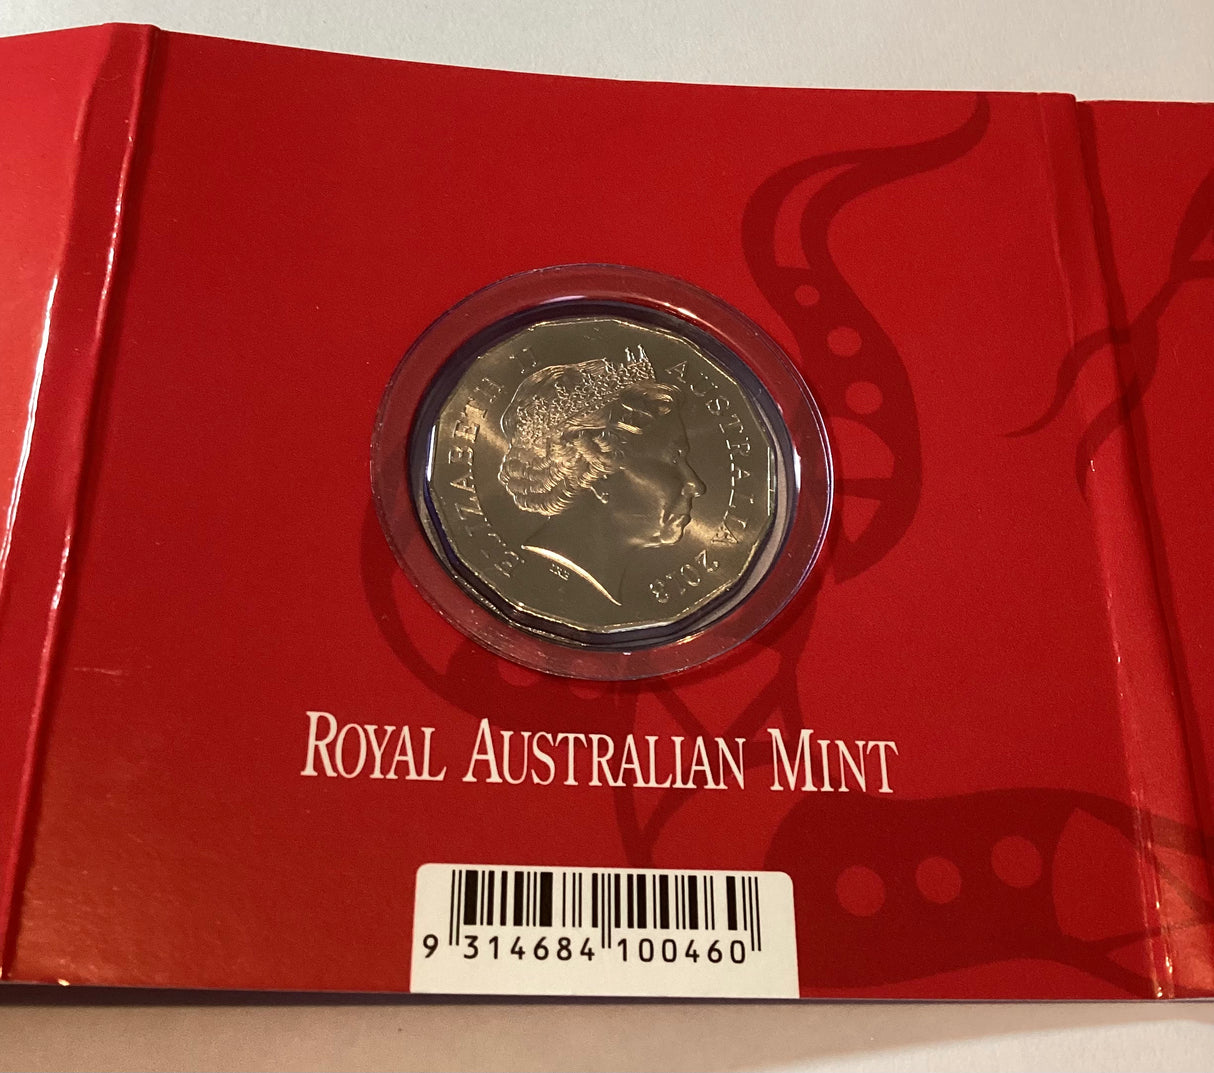 ELIZABETH II AUSTRALIA 2013
ROYAL AUSTRALIAN MINT
9 314684 100460